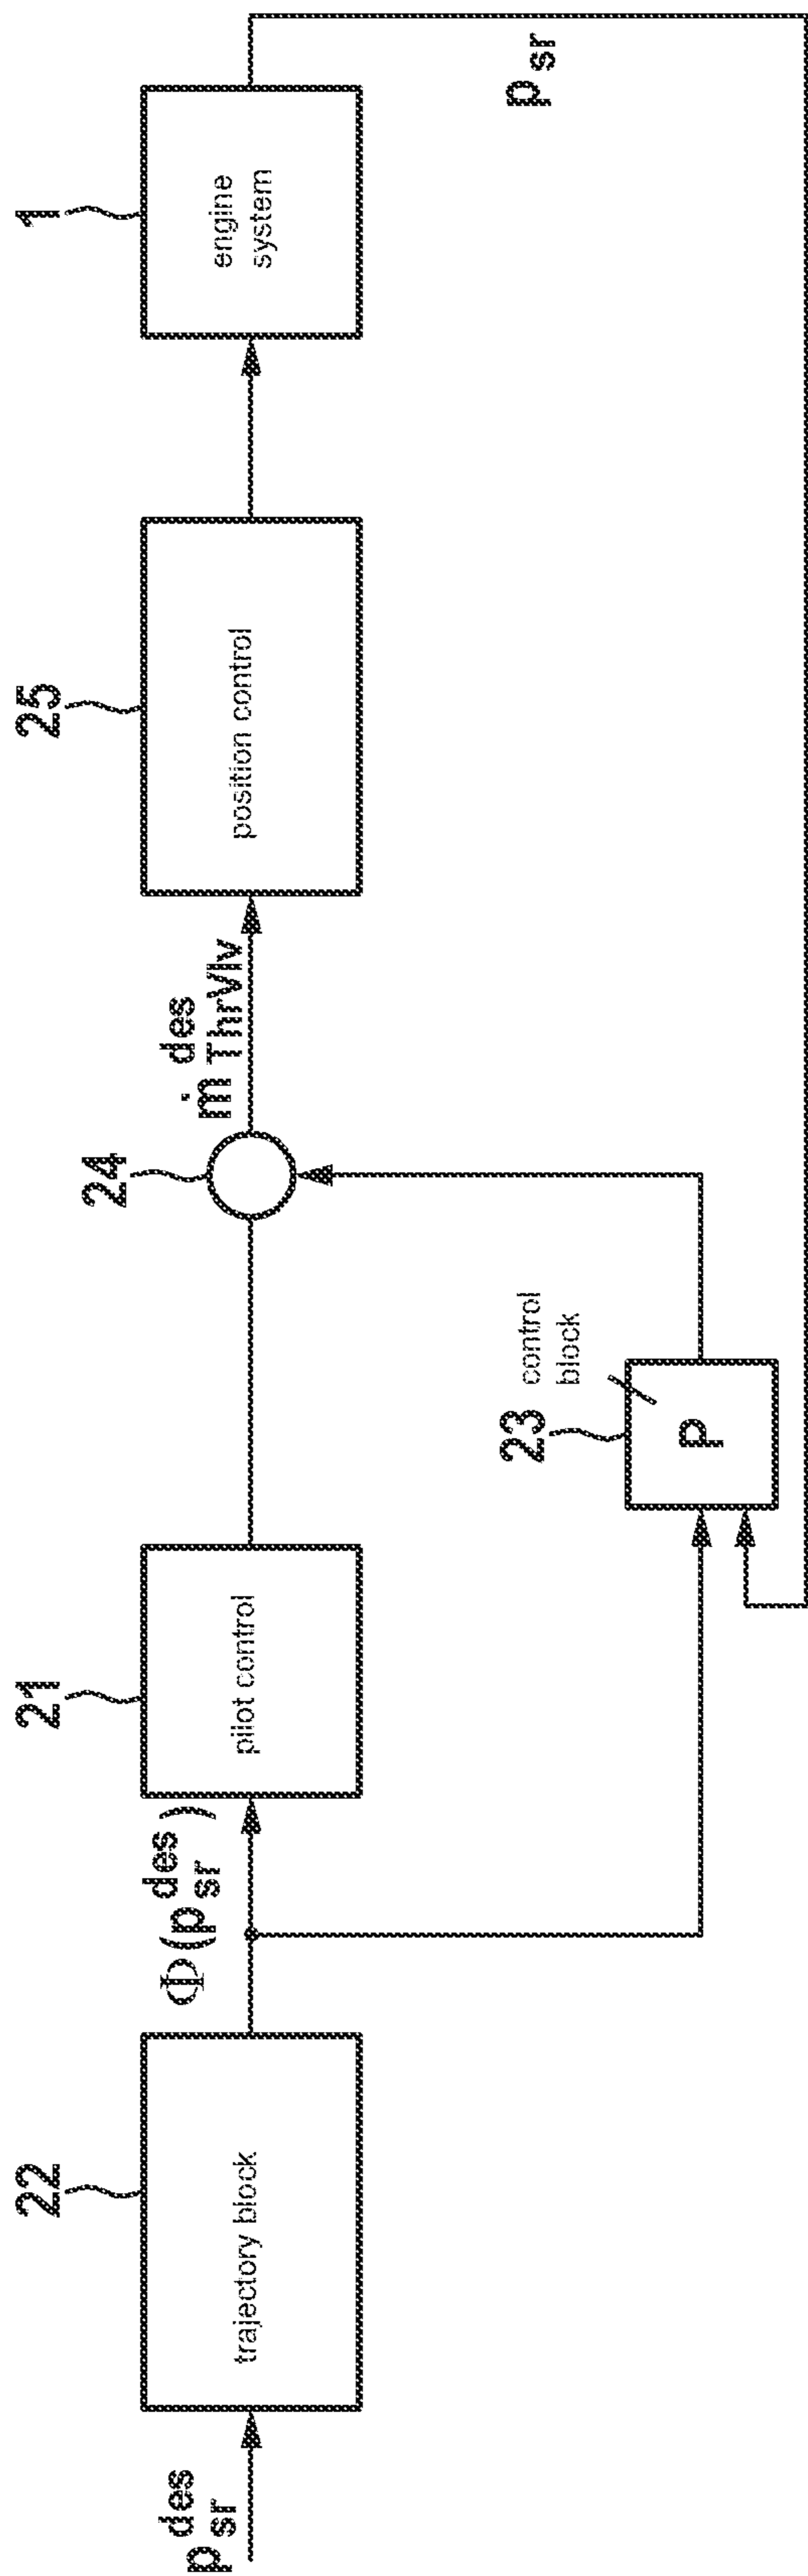 p_sr^des
22
trajectory block
Φ(p_sr^des)
21
pilot control
23
control
block
P
24
ṁ_ThrVlv^des
25
position control
1
engine
system
p_sr